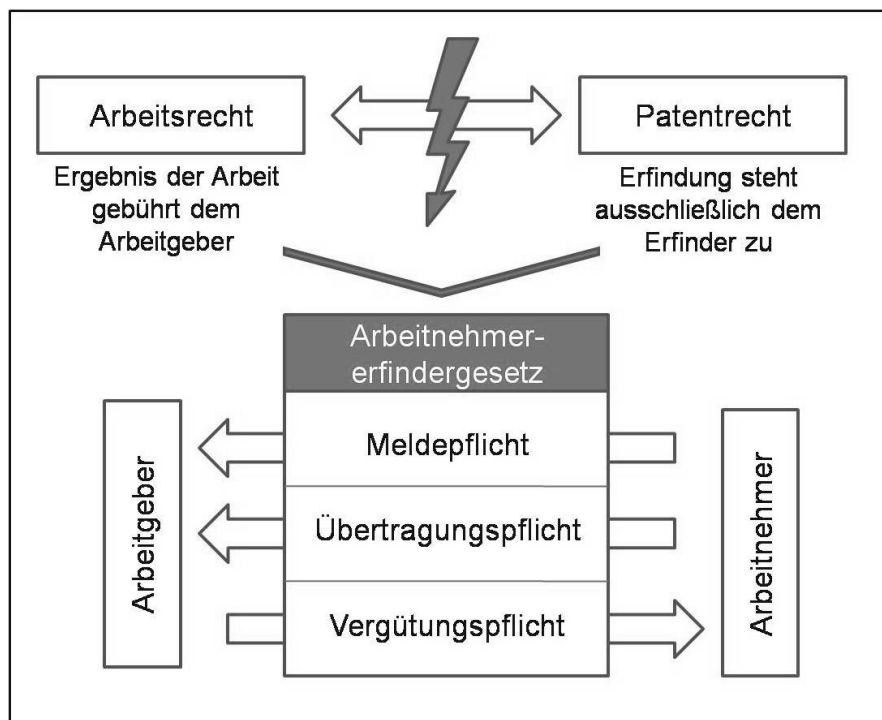 Arbeitsrecht
Patentrecht
Ergebnis der Arbeit
gebührt dem
Arbeitgeber
Erfindung steht
ausschließlich dem
Erfinder zu
Arbeitnehmer-
erfindergesetz
Arbeitgeber
Meldepflicht
Übertragungspflicht
Vergütungspflicht
Arbeitnehmer